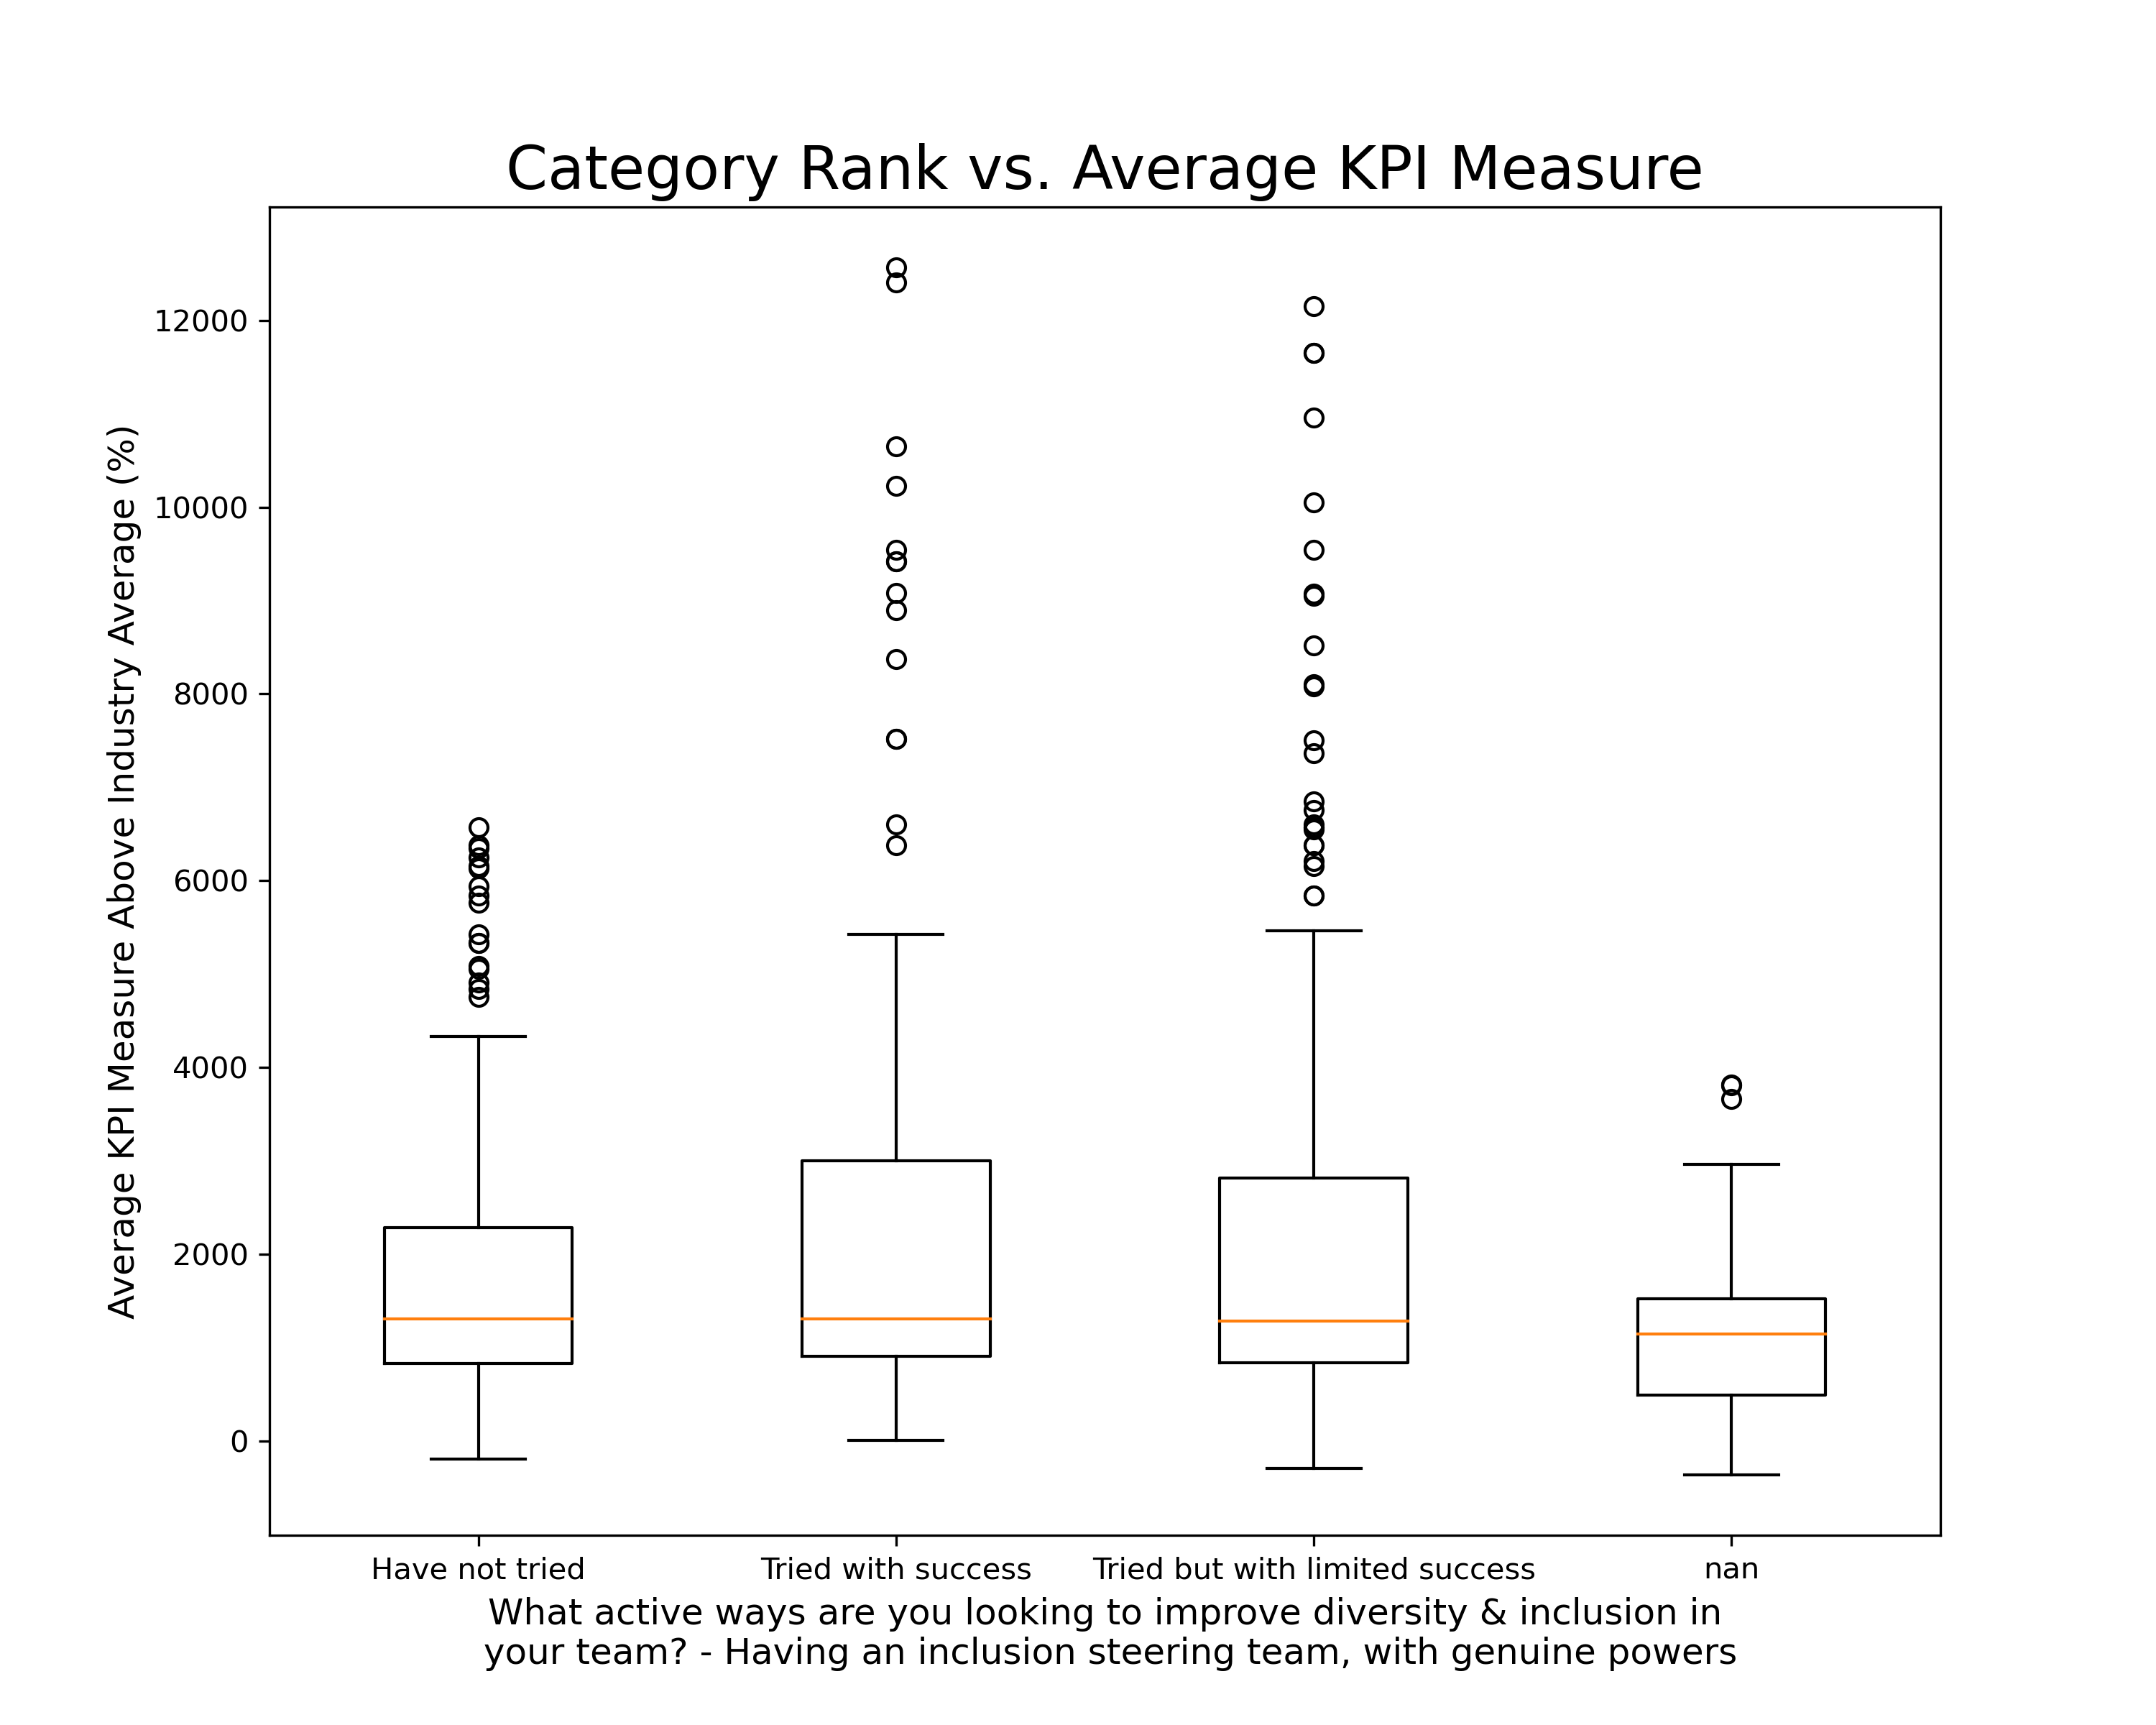 Category Rank vs. Average KPI Measure
Average KPI Measure Above Industry Average (%)
12000
10000
8000
6000
4000
2000
0
Have not tried
Tried with success
Tried but with limited success
nan
What active ways are you looking to improve diversity & inclusion in
your team? - Having an inclusion steering team, with genuine powers